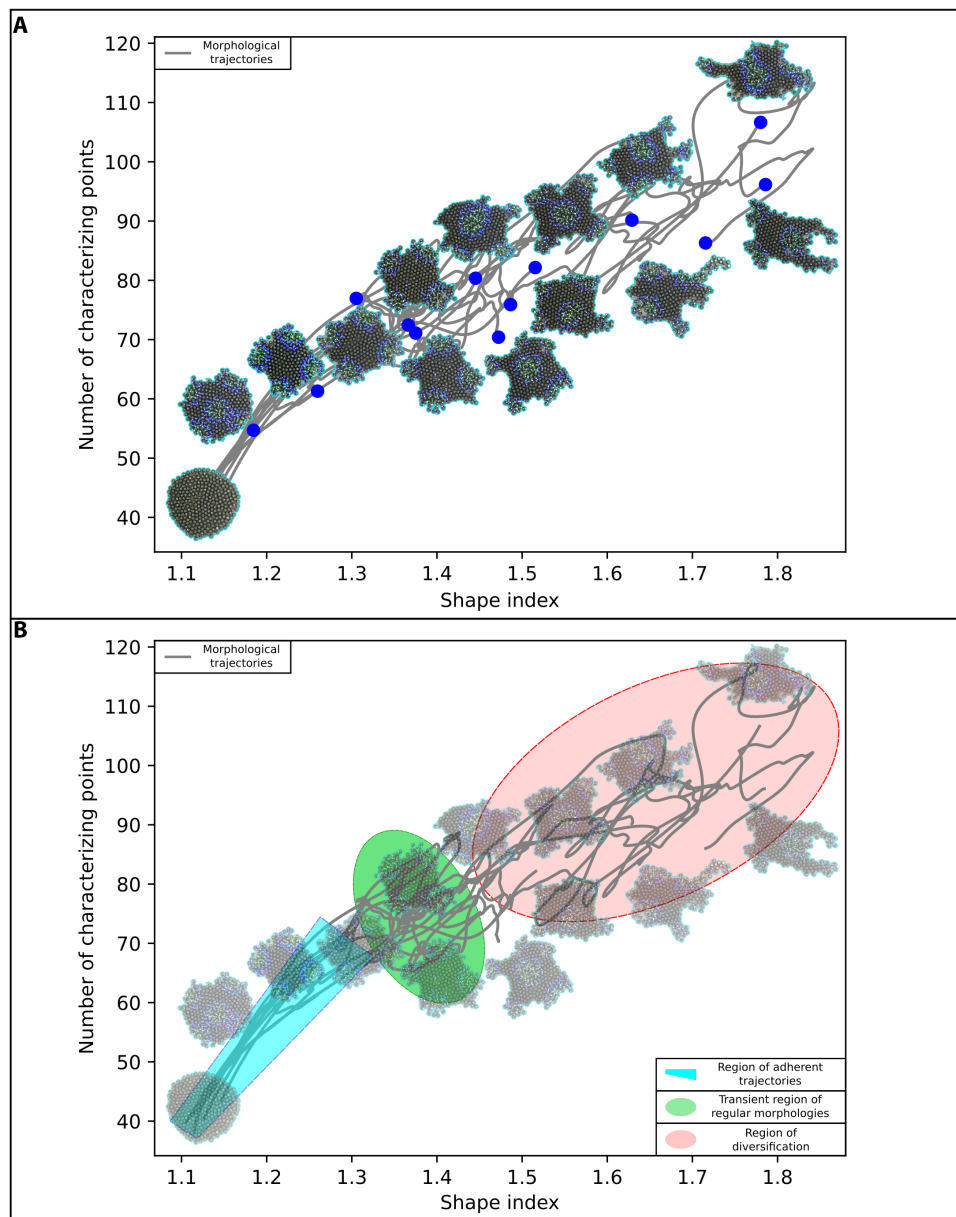 A
Morphological
trajectories
120
110
100
90
80
70
60
50
40
Number of characterizing points
1.1 1.2 1.3 1.4 1.5 1.6 1.7 1.8
Shape index
B
Morphological
trajectories
120
110
100
90
80
70
60
50
40
Number of characterizing points
Region of adherent
trajectories
Transient region of
regular morphologies
Region of
diversification
1.1 1.2 1.3 1.4 1.5 1.6 1.7 1.8
Shape index